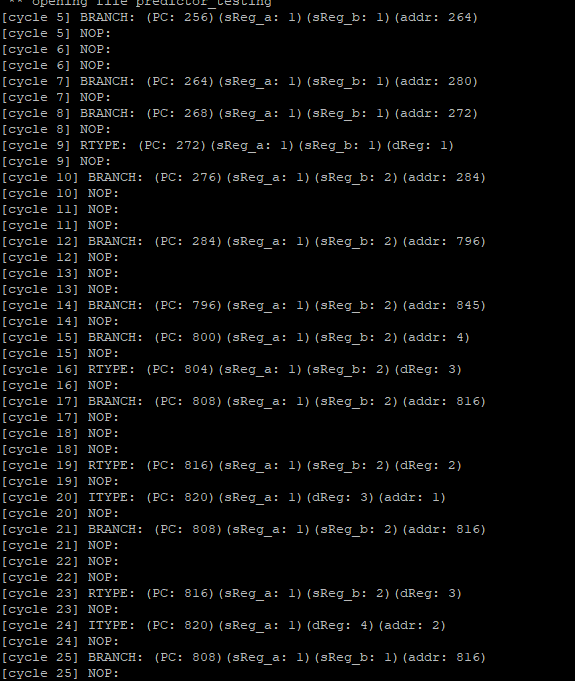 ** opening file predictor_testing
[cycle 5] BRANCH: (PC: 256)(sReg_a: 1)(sReg_b: 1)(addr: 264)
[cycle 5] NOP:
[cycle 6] NOP:
[cycle 6] NOP:
[cycle 7] BRANCH: (PC: 264)(sReg_a: 1)(sReg_b: 1)(addr: 280)
[cycle 7] NOP:
[cycle 8] BRANCH: (PC: 268)(sReg_a: 1)(sReg_b: 1)(addr: 272)
[cycle 8] NOP:
[cycle 9] RTYPE: (PC: 272)(sReg_a: 1)(sReg_b: 1)(dReg: 1)
[cycle 9] NOP:
[cycle 10] BRANCH: (PC: 276)(sReg_a: 1)(sReg_b: 2)(addr: 284)
[cycle 10] NOP:
[cycle 11] NOP:
[cycle 11] NOP:
[cycle 12] BRANCH: (PC: 284)(sReg_a: 1)(sReg_b: 2)(addr: 796)
[cycle 12] NOP:
[cycle 13] NOP:
[cycle 13] NOP:
[cycle 14] BRANCH: (PC: 796)(sReg_a: 1)(sReg_b: 2)(addr: 845)
[cycle 14] NOP:
[cycle 15] BRANCH: (PC: 800)(sReg_a: 1)(sReg_b: 2)(addr: 4)
[cycle 15] NOP:
[cycle 16] RTYPE: (PC: 804)(sReg_a: 1)(sReg_b: 2)(dReg: 3)
[cycle 16] NOP:
[cycle 17] BRANCH: (PC: 808)(sReg_a: 1)(sReg_b: 2)(addr: 816)
[cycle 17] NOP:
[cycle 18] NOP:
[cycle 18] NOP:
[cycle 19] RTYPE: (PC: 816)(sReg_a: 1)(sReg_b: 2)(dReg: 2)
[cycle 19] NOP:
[cycle 20] ITYPE: (PC: 820)(sReg_a: 1)(dReg: 3)(addr: 1)
[cycle 20] NOP:
[cycle 21] BRANCH: (PC: 808)(sReg_a: 1)(sReg_b: 2)(addr: 816)
[cycle 21] NOP:
[cycle 22] NOP:
[cycle 22] NOP:
[cycle 23] RTYPE: (PC: 816)(sReg_a: 1)(sReg_b: 2)(dReg: 3)
[cycle 23] NOP:
[cycle 24] ITYPE: (PC: 820)(sReg_a: 1)(dReg: 4)(addr: 2)
[cycle 24] NOP:
[cycle 25] BRANCH: (PC: 808)(sReg_a: 1)(sReg_b: 1)(addr: 816)
[cycle 25] NOP: